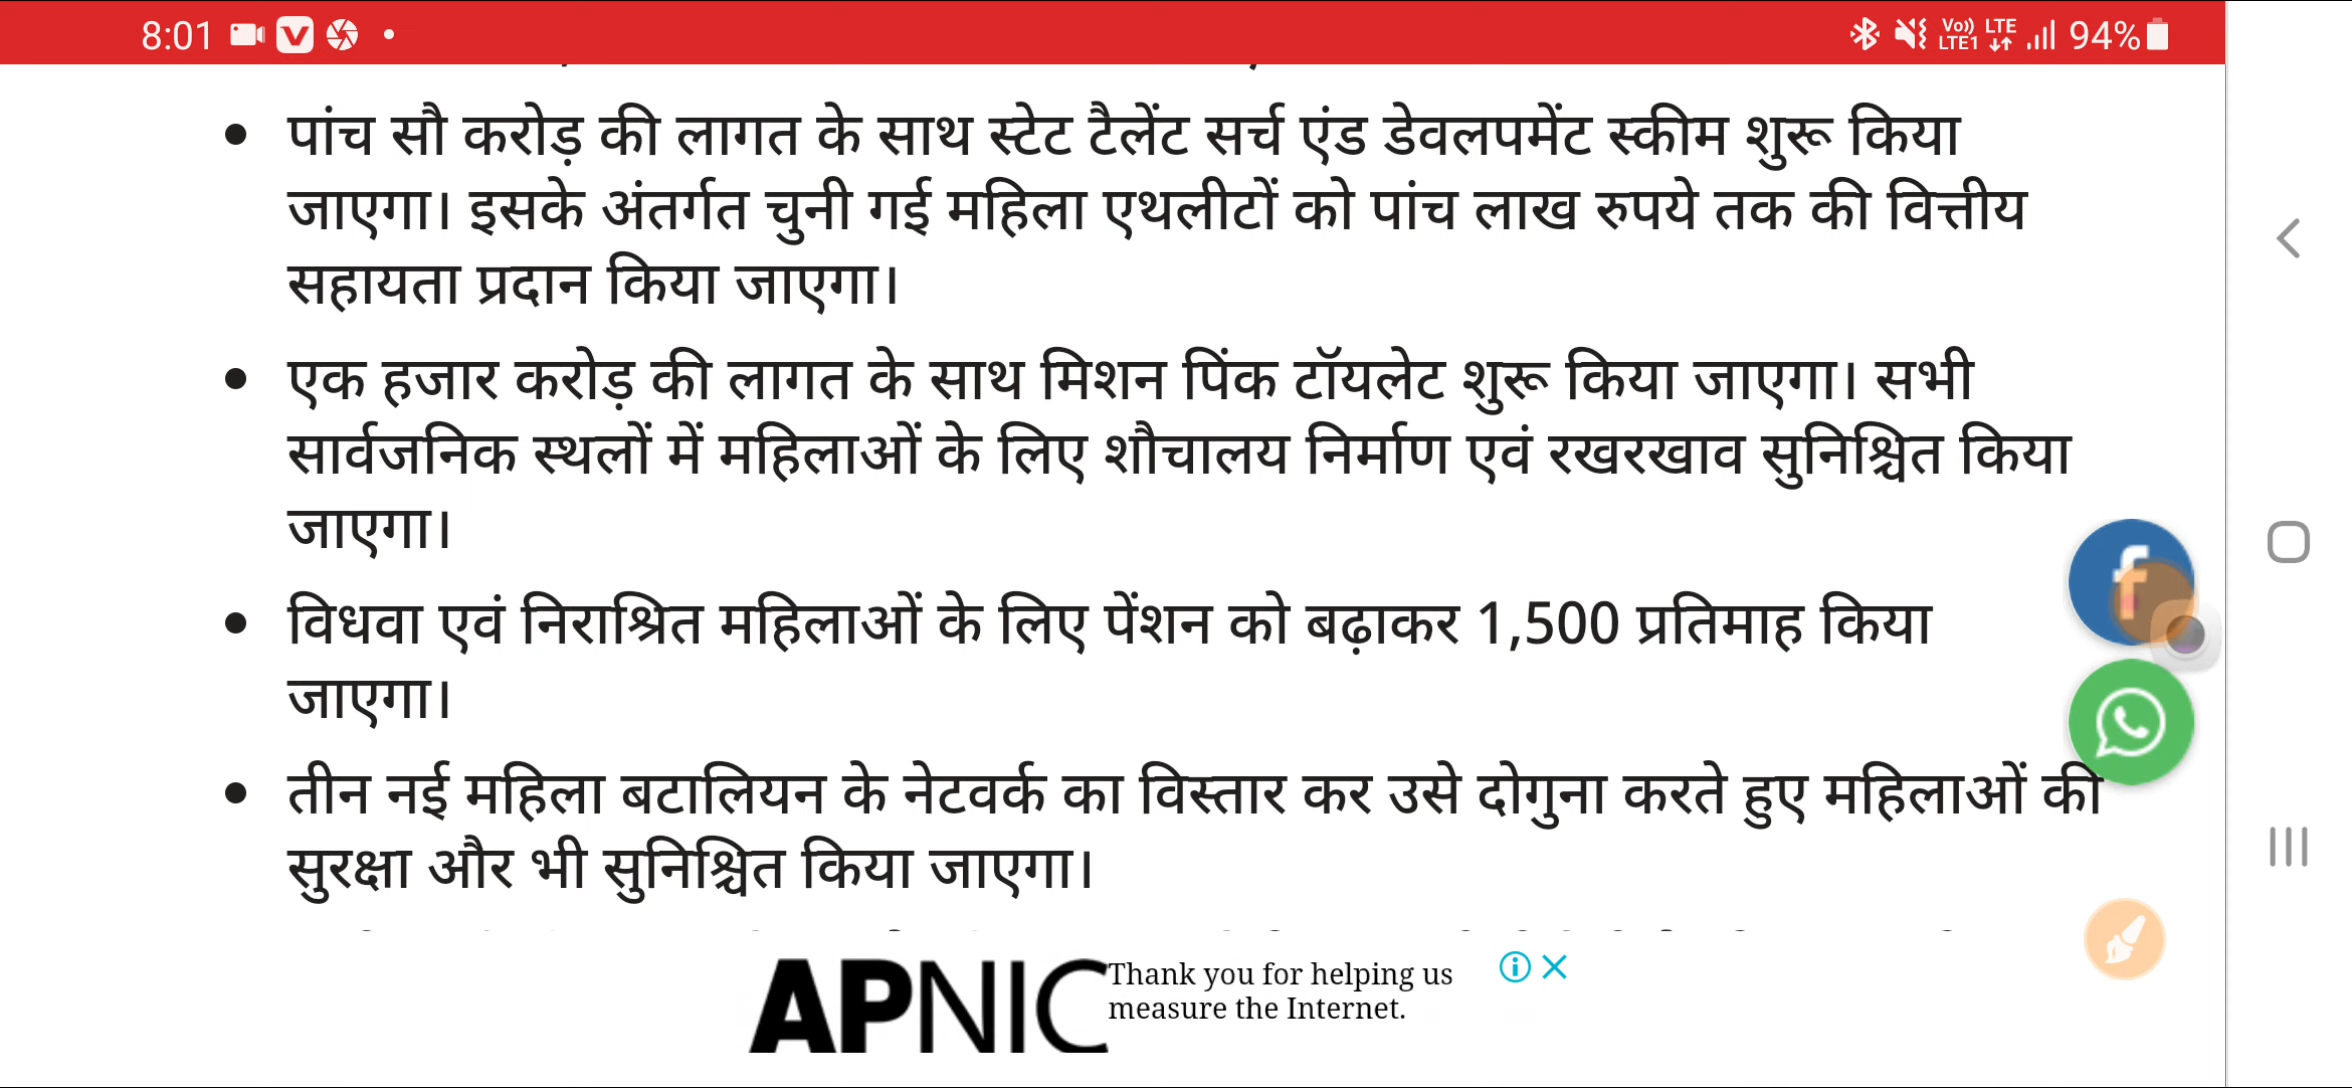 8:01
Vo)) LTE
LTE1
94%
पांच सौ करोड़ की लागत के साथ स्टेट टैलेंट सर्च एंड डेवलपमेंट स्कीम शुरू किया
जाएगा। इसके अंतर्गत चुनी गई महिला एथलीटों को पांच लाख रुपये तक की वित्तीय
सहायता प्रदान किया जाएगा।
एक हजार करोड़ की लागत के साथ मिशन पिंक टॉयलेट शुरू किया जाएगा। सभी
सार्वजनिक स्थलों में महिलाओं के लिए शौचालय निर्माण एवं रखरखाव सुनिश्चित किया
जाएगा।
विधवा एवं निराश्रित महिलाओं के लिए पेंशन को बढ़ाकर 1,500 प्रतिमाह किया
जाएगा।
तीन नई महिला बटालियन के नेटवर्क का विस्तार कर उसे दोगुना करते हुए महिलाओं की
सुरक्षा और भी सुनिश्चित किया जाएगा।
APNIC
Thank you for helping us
measure the Internet.